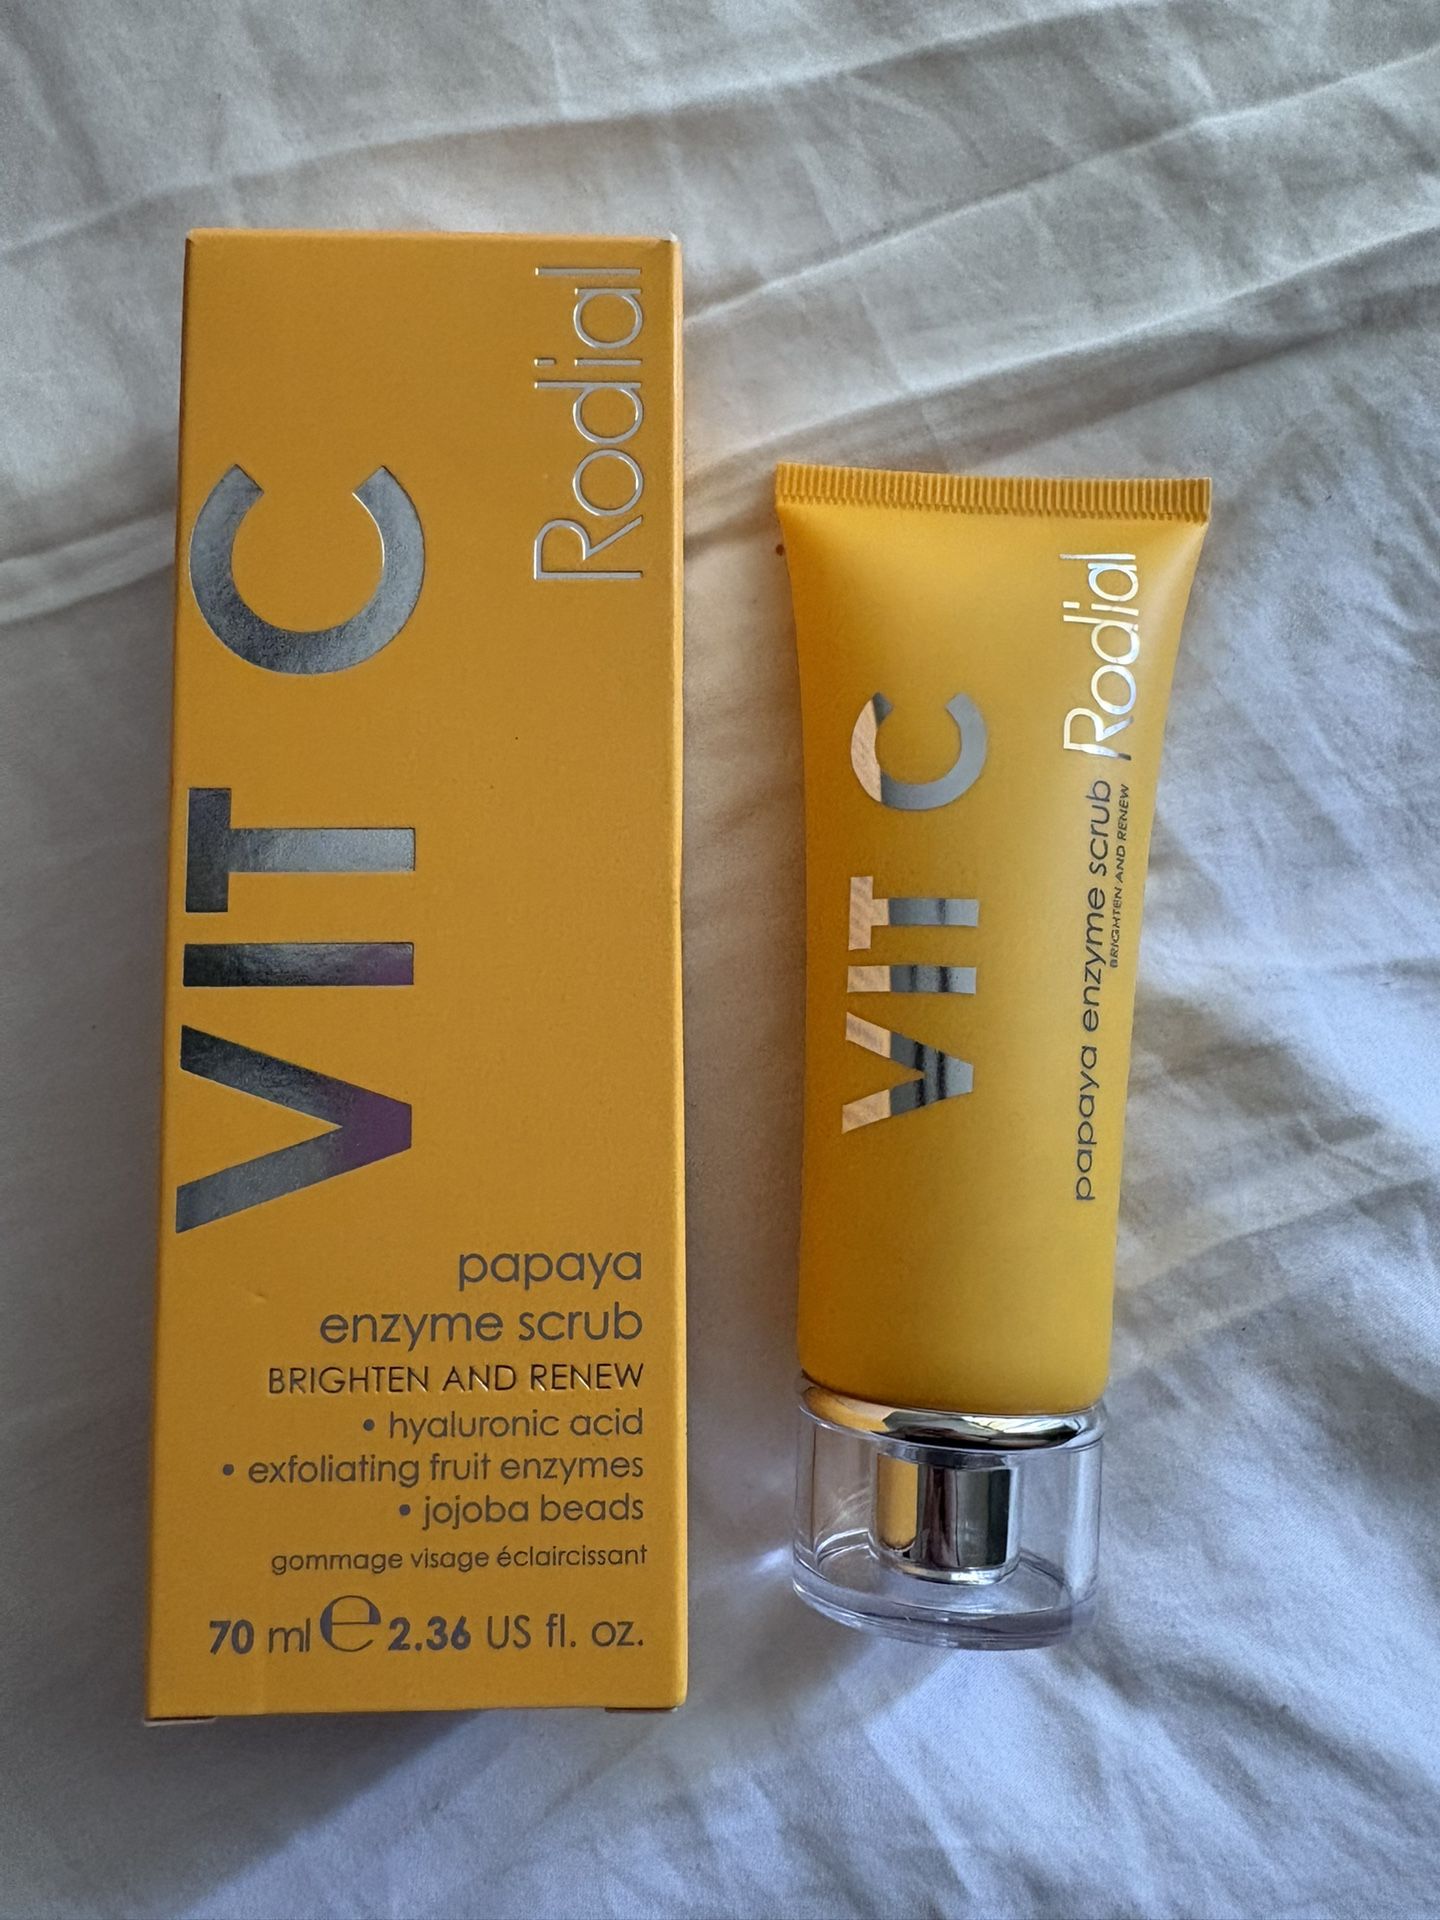 Rodial
VIT C
papaya
enzyme scrub
BRIGHTEN AND RENEW
• hyaluronic acid
• exfoliating fruit enzymes
• jojoba beads
gommage visage éclaircissant
70 ml ℮ 2.36 US fl. oz.
Rodial
VIT C
papaya enzyme scrub
BRIGHTEN AND RENEW